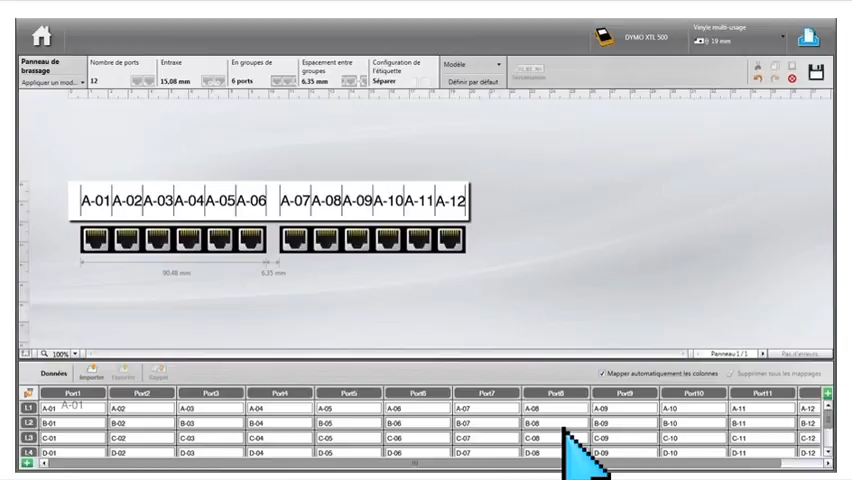 DYMO XTL 500
Vinyle multi-usage
19 mm
Panneau de brassage
Appliquer un mod...
Nombre de ports
12
Entraxe
15,08 mm
En groupes de
6 ports
Espacement entre groupes
6.35 mm
Configuration de l'étiquette
Séparer
Modèle
Définir par défaut
A-01 A-02 A-03 A-04 A-05 A-06 A-07 A-08 A-09 A-10 A-11 A-12
90,48 mm
6.35 mm
100%
Panneau 1 / 1
Pas d'erreurs
Données
Importer
Rappel
Mapper automatiquement les colonnes
Supprimer tous les mappages
Port1 Port2 Port3 Port4 Port5 Port6 Port7 Port8 Port9 Port10 Port11
L1 A-01 A-01 A-02 A-03 A-04 A-05 A-06 A-07 A-08 A-09 A-10 A-11 A-12
L2 B-01 B-02 B-03 B-04 B-05 B-06 B-07 B-08 B-09 B-10 B-11 B-12
L3 C-01 C-02 C-03 C-04 C-05 C-06 C-07 C-08 C-09 C-10 C-11 C-12
L4 D-01 D-02 D-03 D-04 D-05 D-06 D-07 D-08 D-09 D-10 D-11 D-12